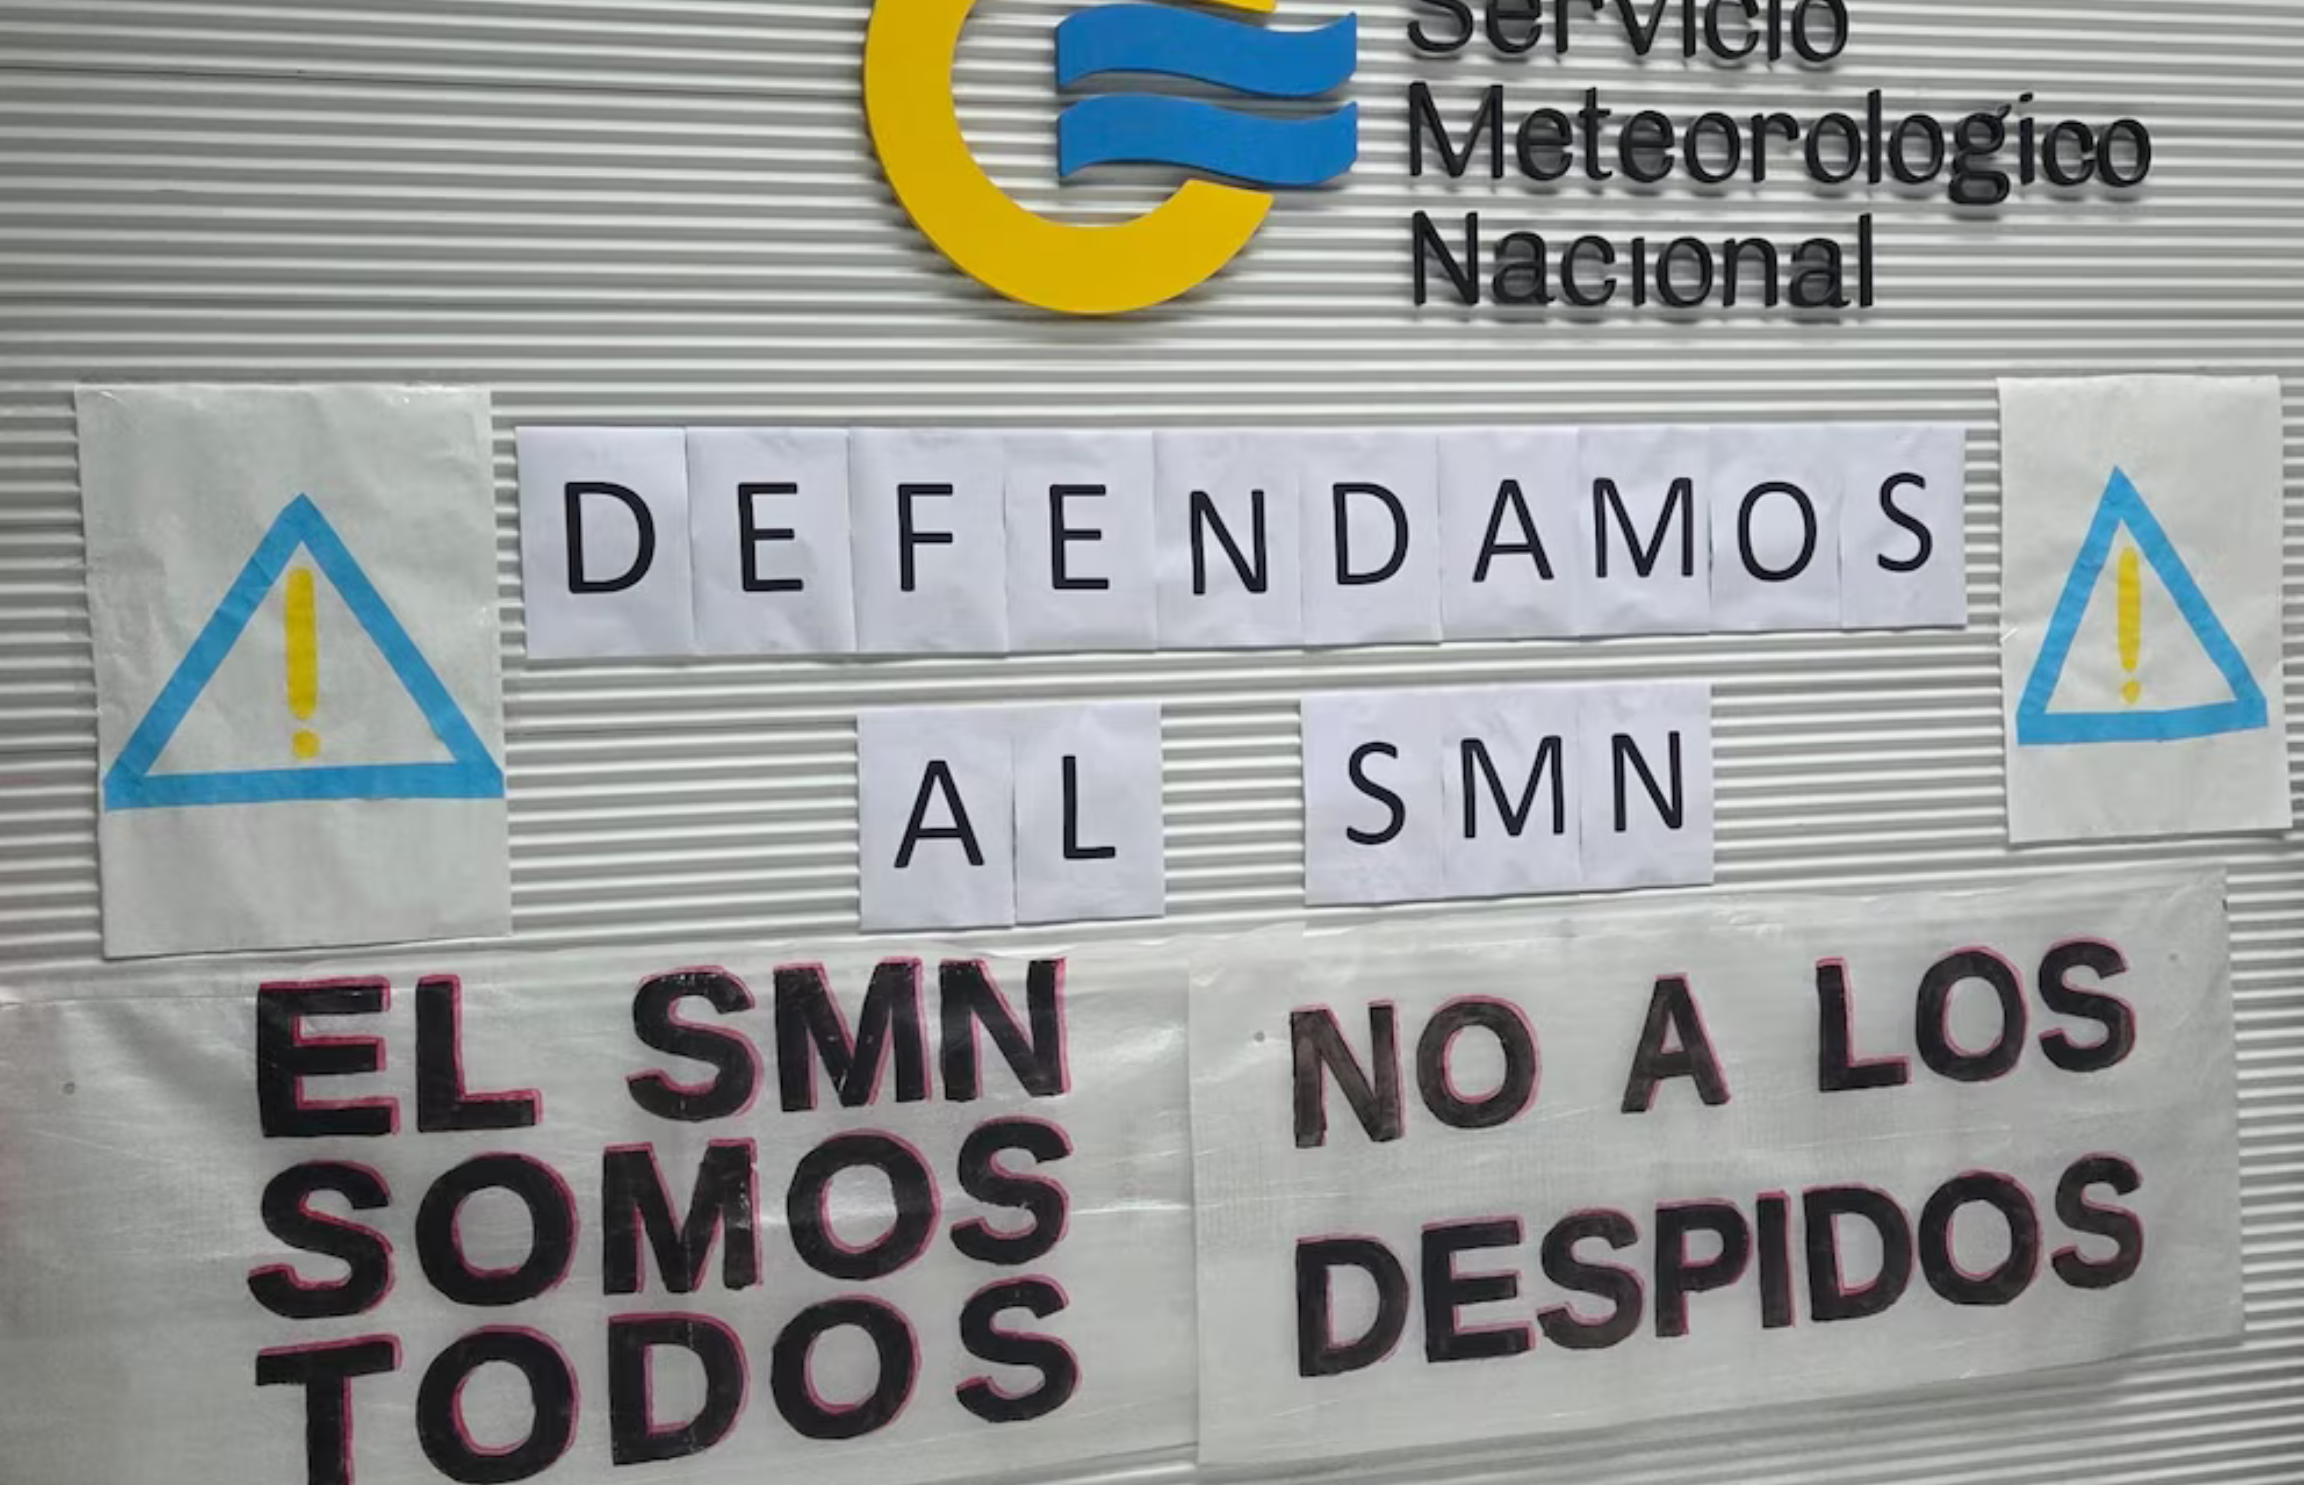 Servicio
Meteorologico
Nacional
DEFENDAMOS
AL SMN
EL SMN
SOMOS
TODOS
NO A LOS
DESPIDOS